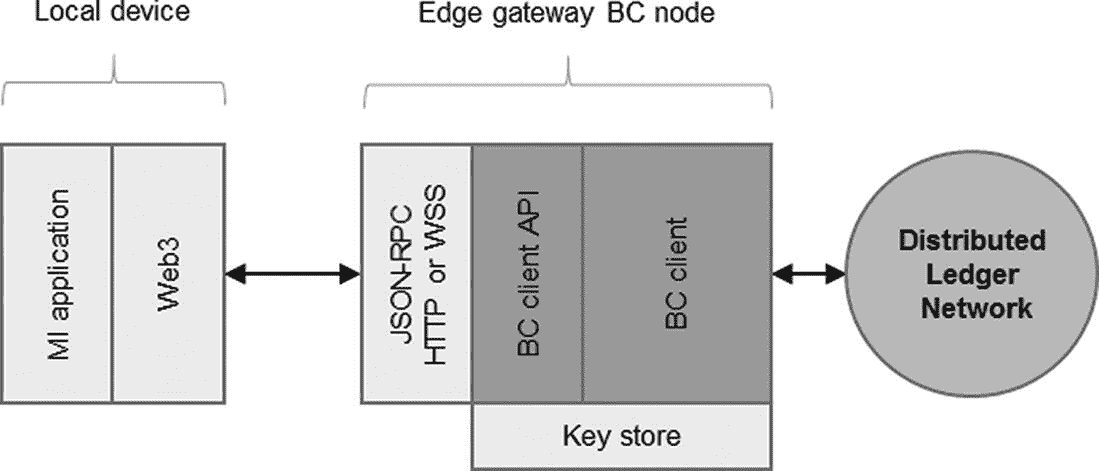 Local device
Edge gateway BC node
MI application
Web3
JSON-RPC
HTTP or WSS
BC client API
BC client
Key store
Distributed
Ledger
Network